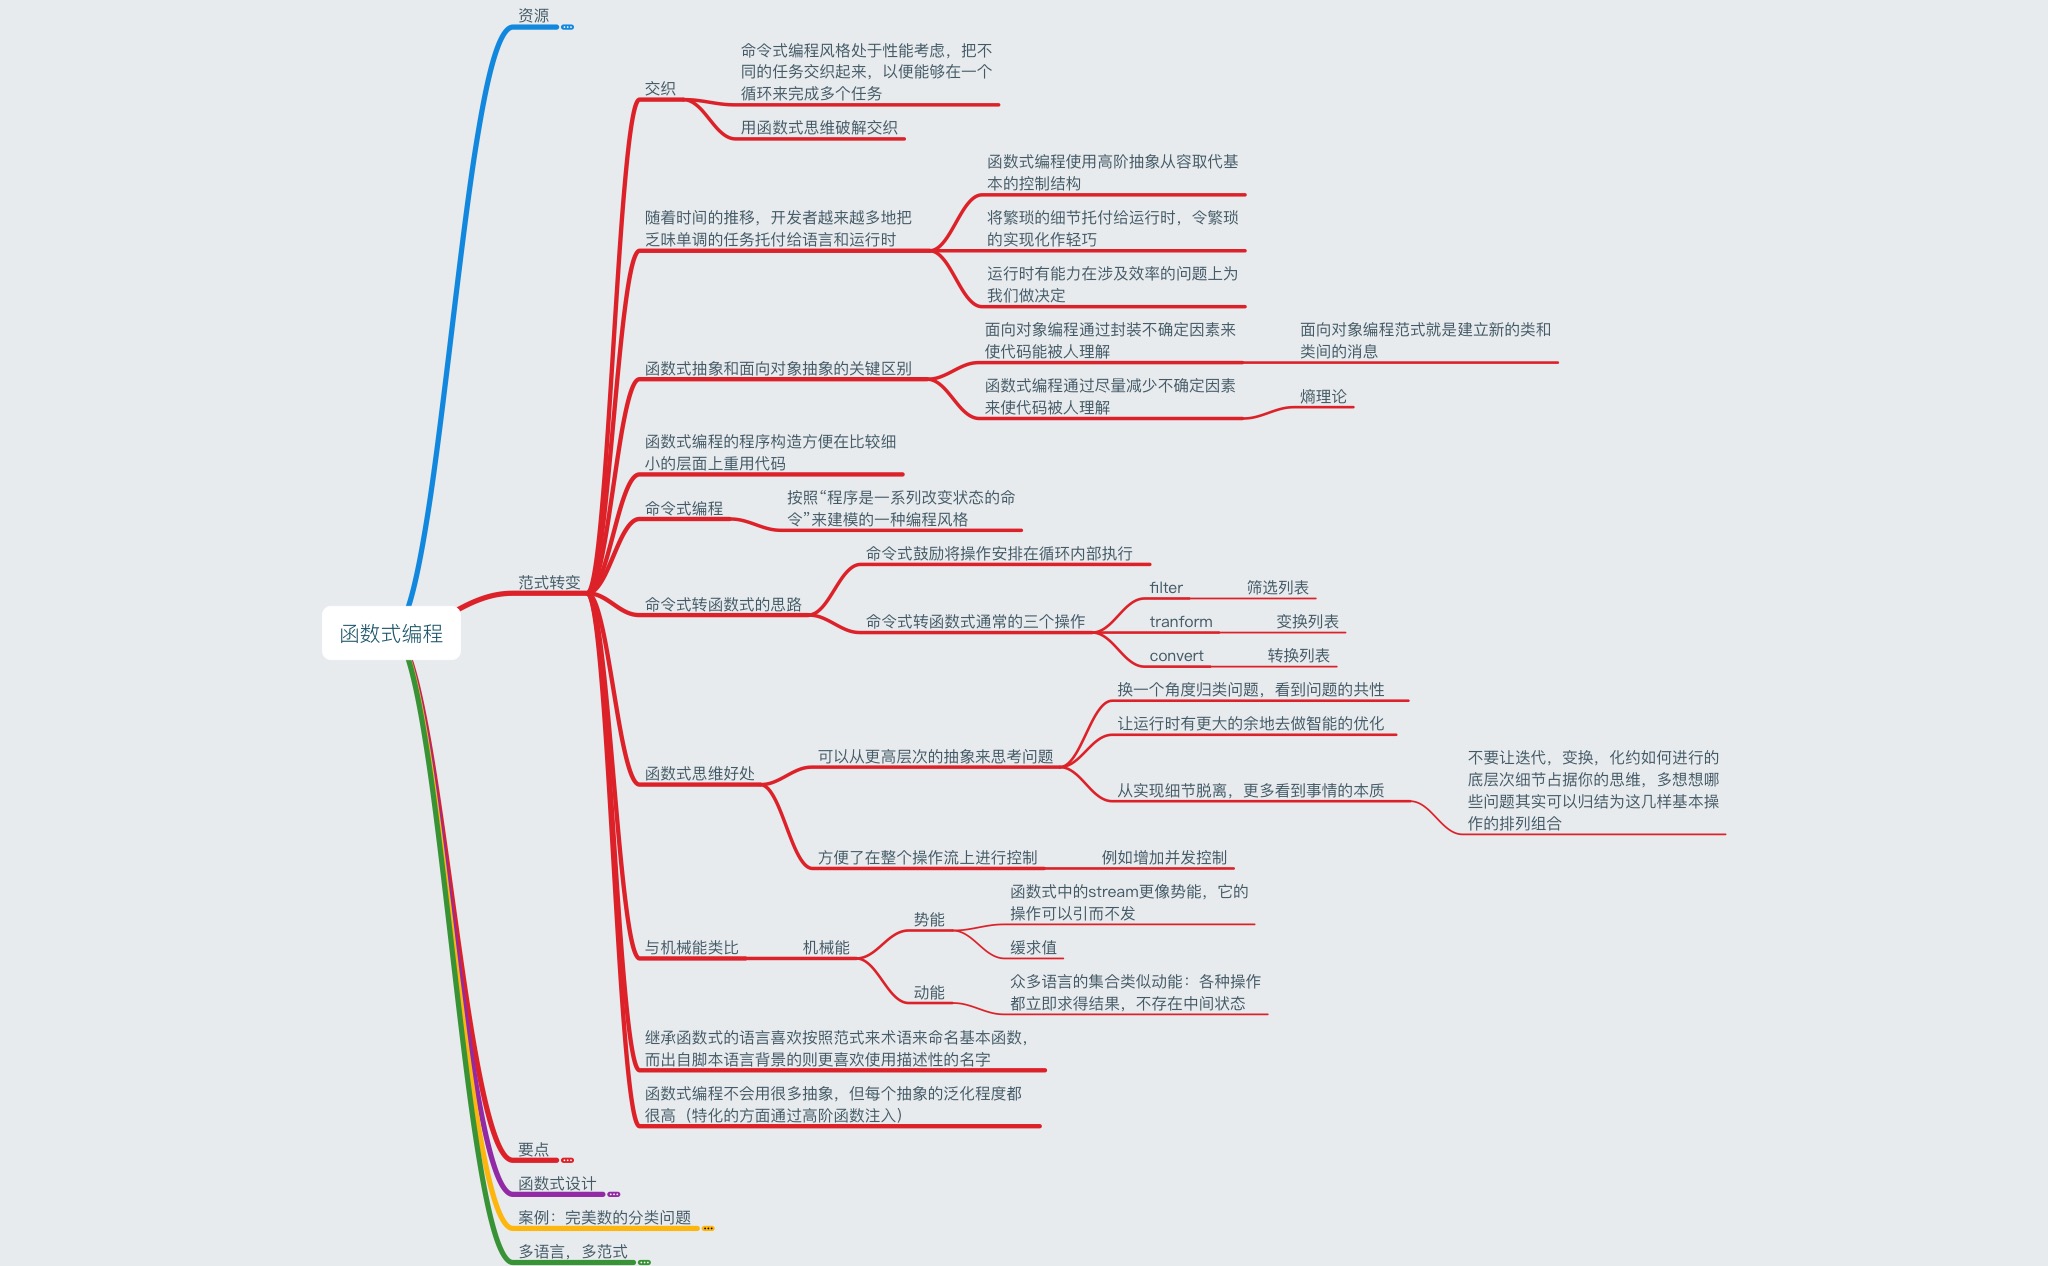 资源
命令式编程风格处于性能考虑，把不
同的任务交织起来，以便能够在一个
循环来完成多个任务
交织
用函数式思维破解交织
函数式编程使用高阶抽象从容取代基
本的控制结构
随着时间的推移，开发者越来越多地把
乏味单调的任务托付给语言和运行时
将繁琐的细节托付给运行时，令繁琐
的实现化作轻巧
运行时有能力在涉及效率的问题上为
我们做决定
函数式抽象和面向对象抽象的关键区别
面向对象编程通过封装不确定因素来
使代码能被人理解
面向对象编程范式就是建立新的类和
类间的消息
函数式编程通过尽量减少不确定因素
来使代码被人理解
熵理论
函数式编程的程序构造方便在比较细
小的层面上重用代码
命令式编程
按照“程序是一系列改变状态的命
令”来建模的一种编程风格
范式转变
函数式编程
命令式转函数式的思路
命令式鼓励将操作安排在循环内部执行
命令式转函数式通常的三个操作
filter
筛选列表
tranform
变换列表
convert
转换列表
函数式思维好处
可以从更高层次的抽象来思考问题
换一个角度归类问题，看到问题的共性
让运行时有更大的余地去做智能的优化
从实现细节脱离，更多看到事情的本质
不要让迭代，变换，化约如何进行的
底层次细节占据你的思维，多想想哪
些问题其实可以归结为这几样基本操
作的排列组合
方便了在整个操作流上进行控制
例如增加并发控制
与机械能类比
机械能
势能
函数式中的stream更像势能，它的
操作可以引而不发
缓求值
动能
众多语言的集合类似动能：各种操作
都立即求得结果，不存在中间状态
继承函数式的语言喜欢按照范式来术语来命名基本函数，
而出自脚本语言背景的则更喜欢使用描述性的名字
函数式编程不会用很多抽象，但每个抽象的泛化程度都
很高（特化的方面通过高阶函数注入）
要点
函数式设计
案例：完美数的分类问题
多语言，多范式